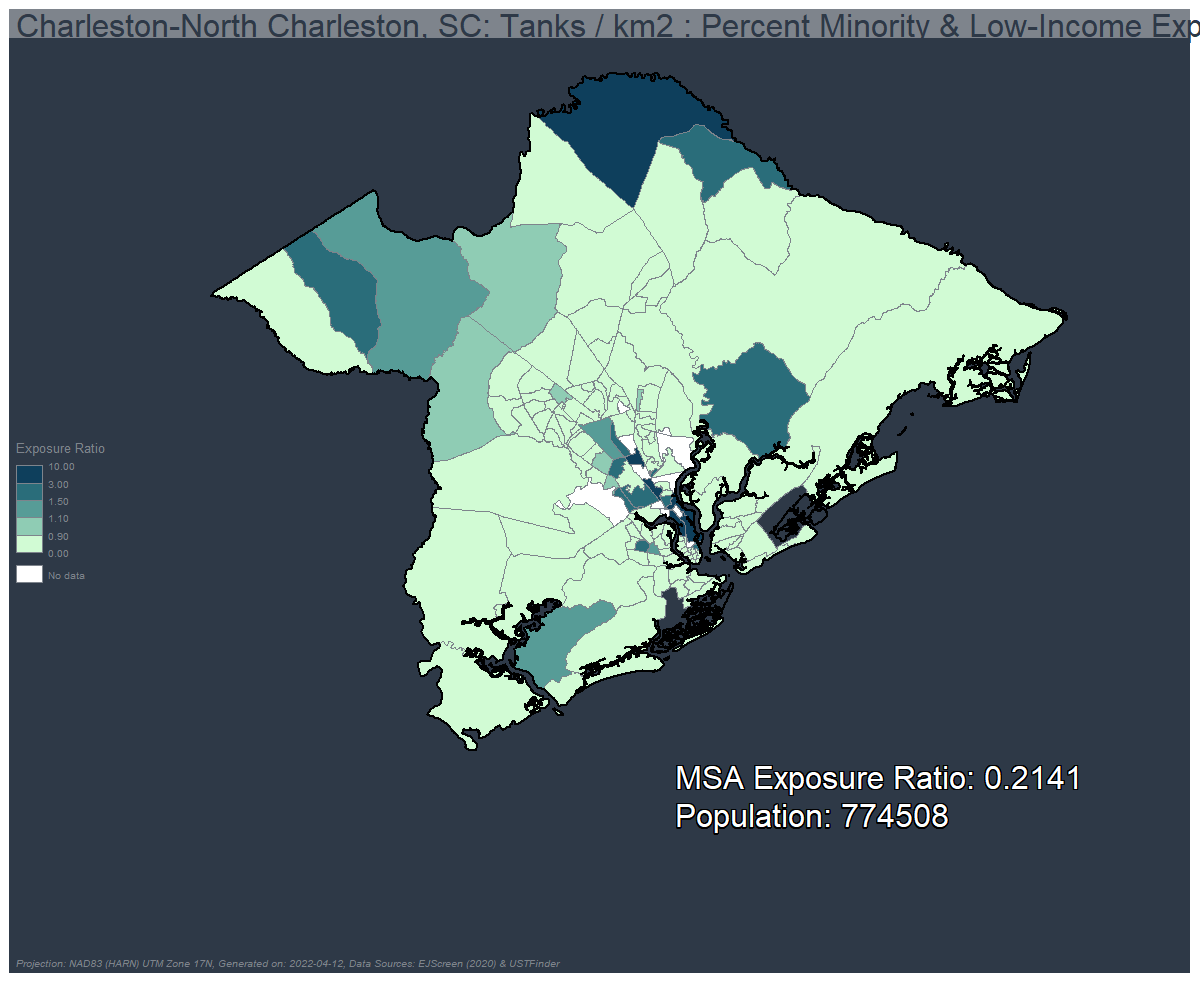 Charleston-North Charleston, SC: Tanks / km2 : Percent Minority & Low-Income Exp
Exposure Ratio
10.00
3.00
1.50
1.10
0.90
0.00
No data
MSA Exposure Ratio: 0.2141
Population: 774508
Projection: NAD83 (HARN) UTM Zone 17N, Generated on: 2022-04-12, Data Sources: EJScreen (2020) & USTFinder